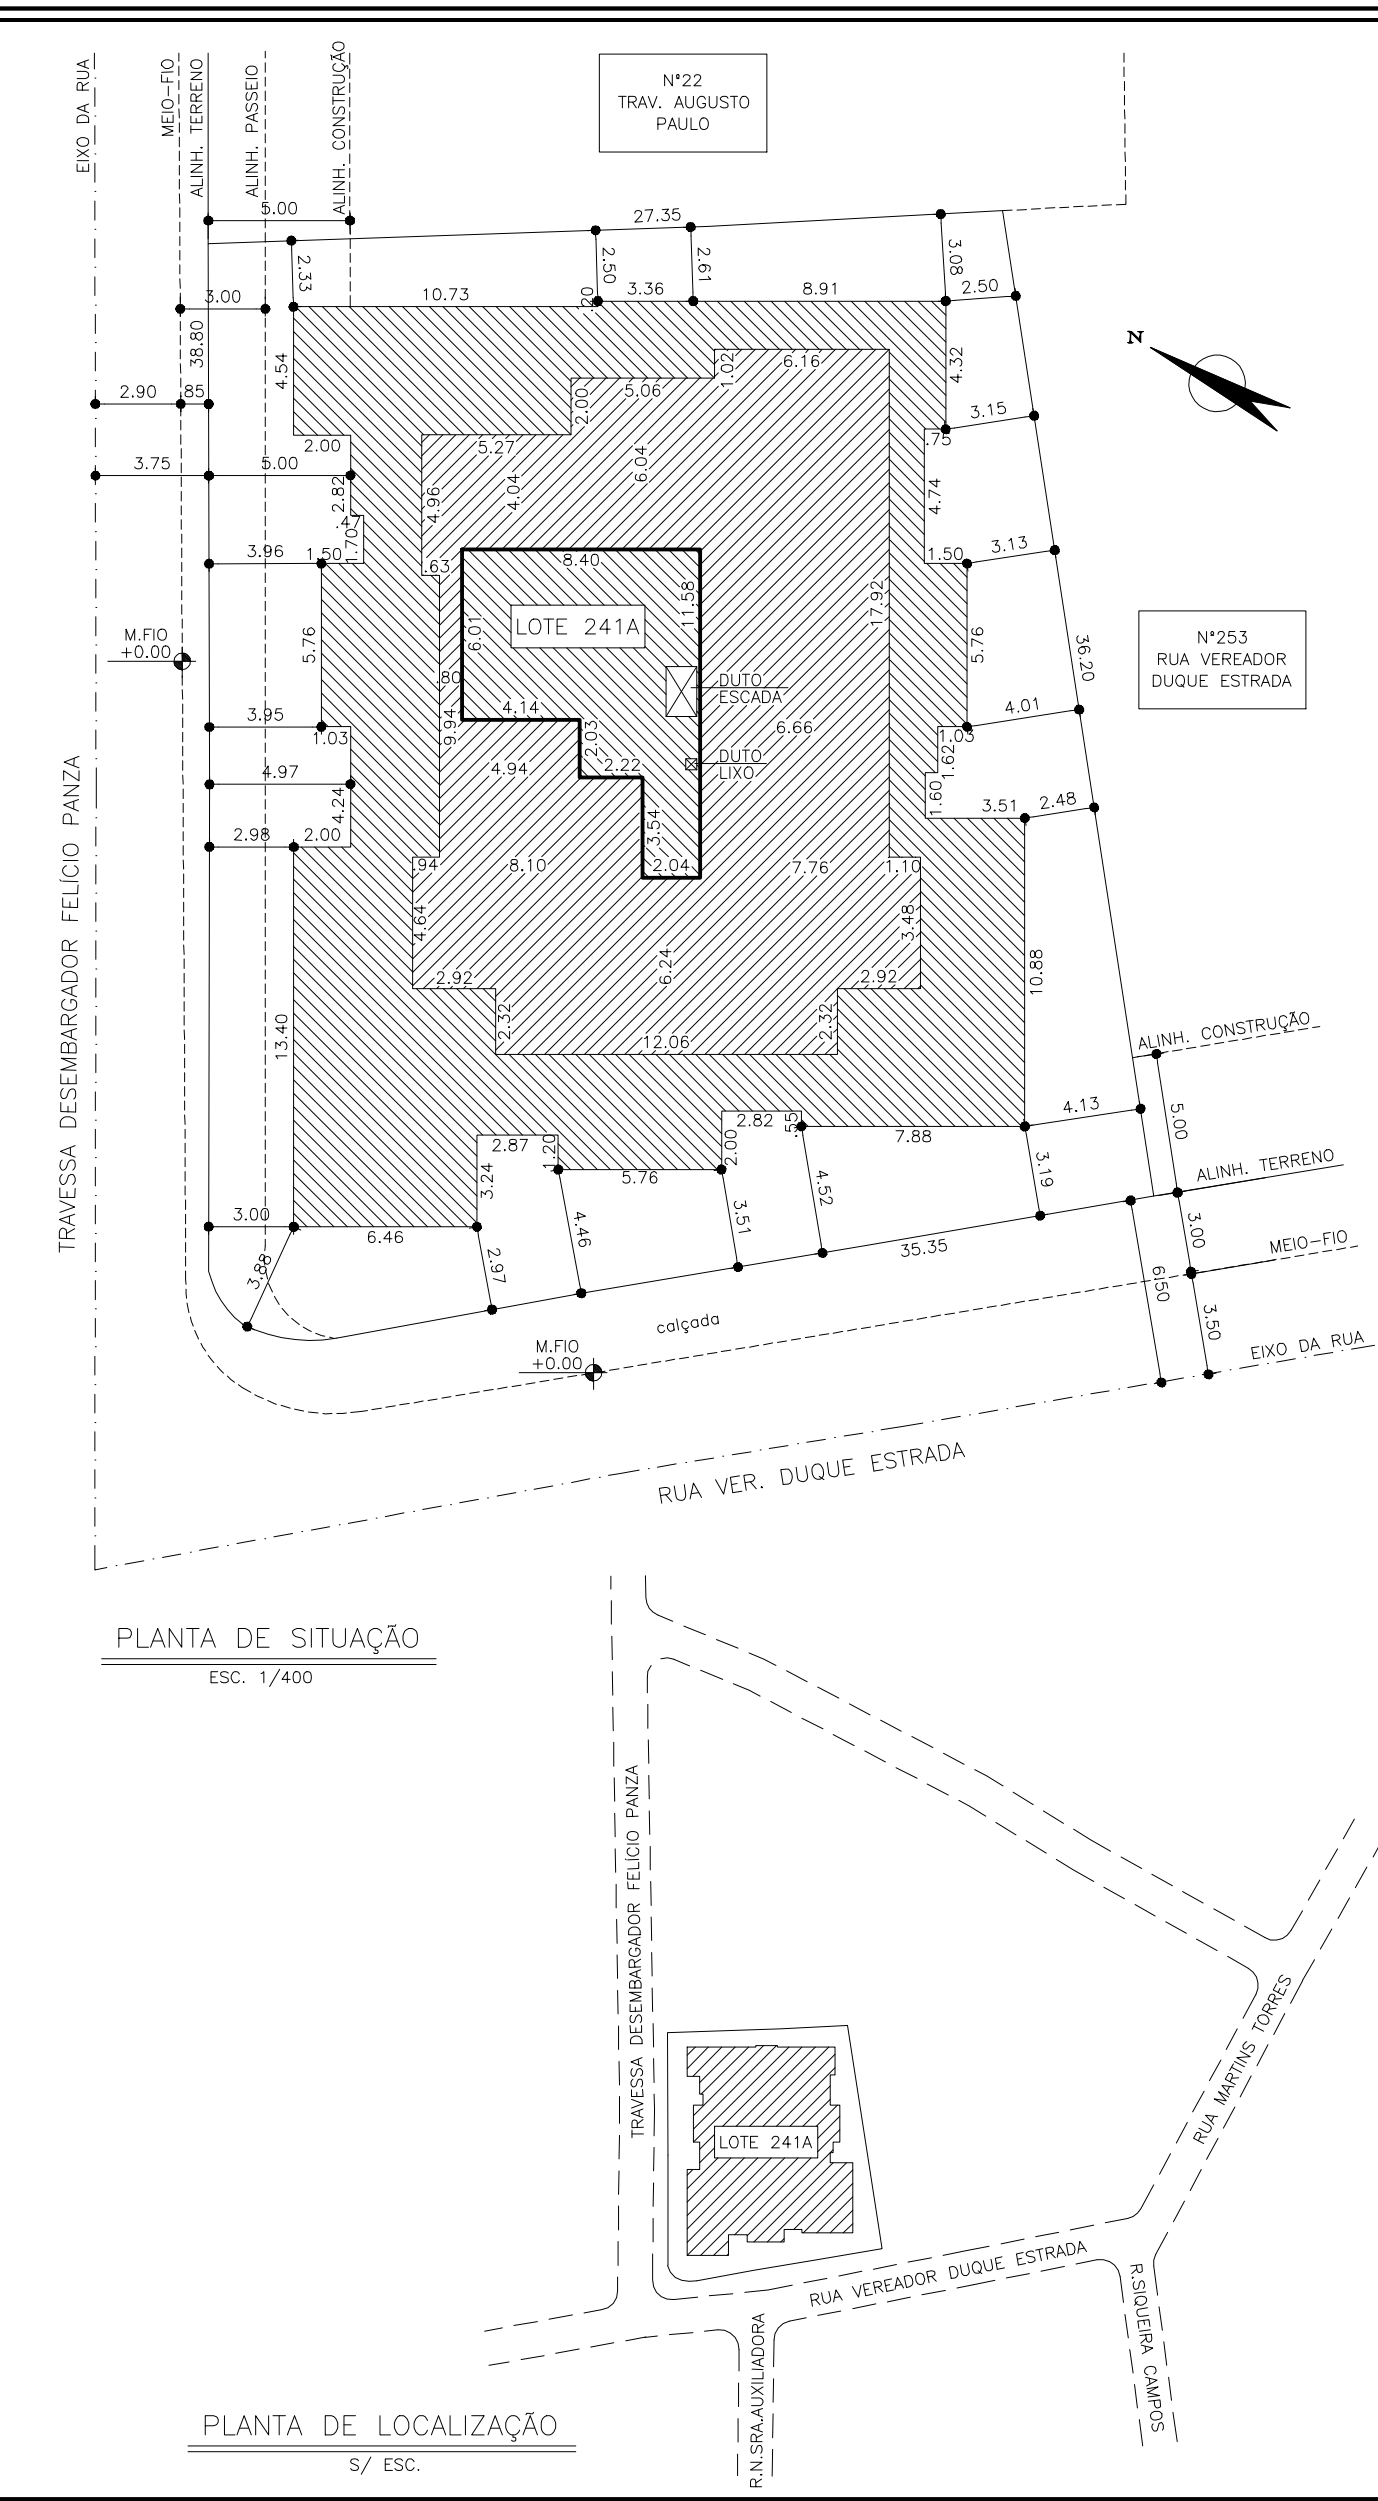 EIXO DA RUA
MEIO-FIO
ALINH. TERRENO
ALINH. PASSEIO
ALINH. CONSTRUÇÃO
N°22
TRAV. AUGUSTO
PAULO
5.00
27.35
2.33
2.50
2.61
3.08
3.00
10.73
.20
3.36
8.91
2.50
38.80
4.54
1.02
6.16
4.32
N
2.90
.85
5.06
2.00
3.15
2.00
5.27
.75
3.75
5.00
2.82
4.96
4.04
6.04
4.74
.47
1.70
3.96
1.50
.63
8.40
1.50
3.13
11.58
17.92
LOTE 241A
6.01
M.FIO
+0.00
5.76
5.76
36.20
N°253
RUA VEREADOR
DUQUE ESTRADA
.80
DUTO
ESCADA
4.14
3.95
1.03
9.94
2.03
6.66
4.01
1.03
1.62
DUTO
LIXO
4.97
4.94
2.22
4.24
1.60
2.98
2.00
3.54
3.51
2.48
.94
8.10
2.04
7.76
1.10
4.64
3.48
TRAVESSA DESEMBARGADOR FELÍCIO PANZA
2.92
6.24
2.92
10.88
13.40
2.32
12.06
2.32
ALINH. CONSTRUÇÃO
5.00
4.13
2.87
1.20
2.82
.55
7.88
3.24
5.76
2.00
4.52
3.19
ALINH. TERRENO
3.00
6.46
4.46
3.51
35.35
3.00
MEIO-FIO
3.88
2.97
6.50
3.50
calçada
M.FIO
+0.00
EIXO DA RUA
RUA VER. DUQUE ESTRADA
PLANTA DE SITUAÇÃO
ESC. 1/400
TRAVESSA DESEMBARGADOR FELÍCIO PANZA
RUA MARTINS TORRES
LOTE 241A
RUA VEREADOR DUQUE ESTRADA
R.SIQUEIRA CAMPOS
R.N.SRA.AUXILIADORA
PLANTA DE LOCALIZAÇÃO
S/ ESC.